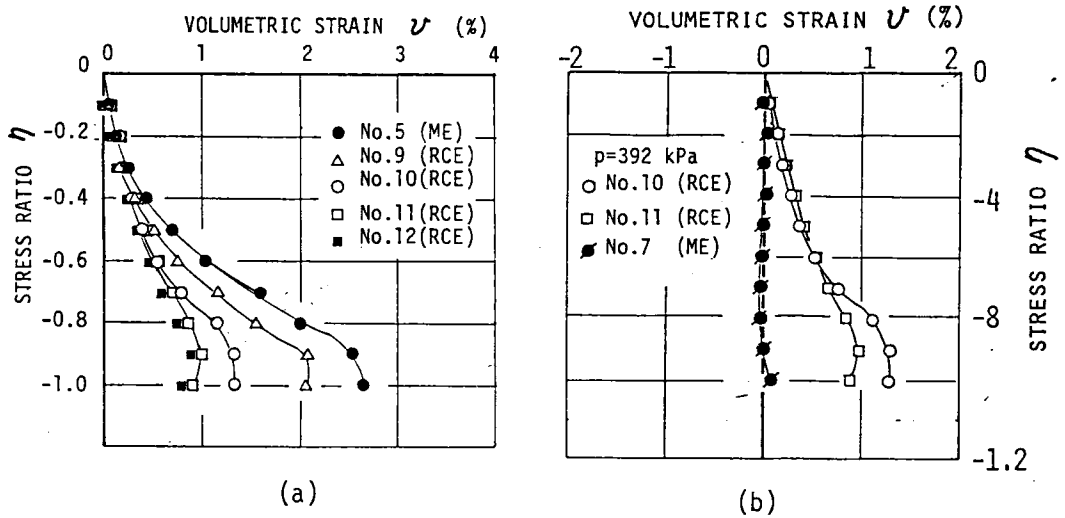 VOLUMETRIC STRAIN υ (%)
0 1 2 3 4
0
-0.2
-0.4
-0.6
-0.8
-1.0
STRESS RATIO η
No.5 (ME)
No.9 (RCE)
No.10(RCE)
No.11(RCE)
No.12(RCE)
(a)
VOLUMETRIC STRAIN υ (%)
-2 -1 0 1 2
0
-4
-8
-1.2
STRESS RATIO η
p=392 kPa
No.10 (RCE)
No.11 (RCE)
No.7 (ME)
(b)